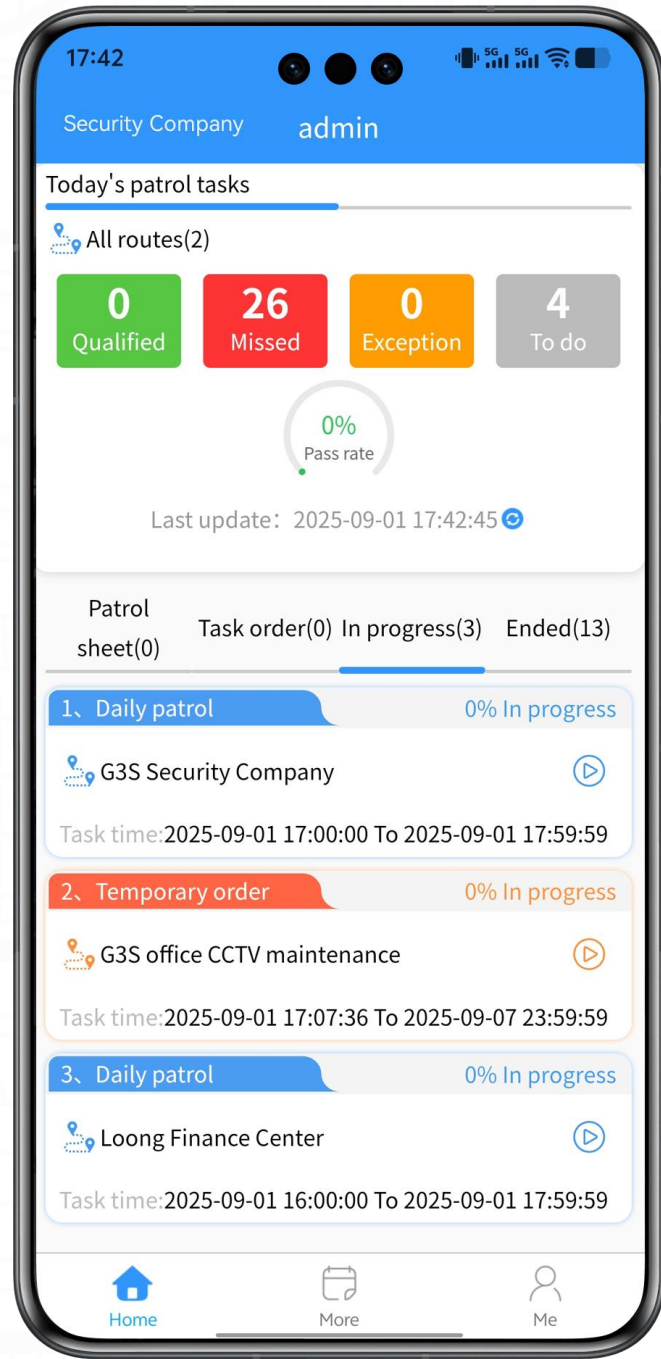 17:42
5G 5G
Security Company admin
Today's patrol tasks
All routes(2)
0 26 0 4
Qualified Missed Exception To do
0%
Pass rate
Last update：2025-09-01 17:42:45
Patrol
sheet(0) Task order(0) In progress(3) Ended(13)
1、Daily patrol 0% In progress
G3S Security Company
Task time:2025-09-01 17:00:00 To 2025-09-01 17:59:59
2、Temporary order 0% In progress
G3S office CCTV maintenance
Task time:2025-09-01 17:07:36 To 2025-09-07 23:59:59
3、Daily patrol 0% In progress
Loong Finance Center
Task time:2025-09-01 16:00:00 To 2025-09-01 17:59:59
Home More Me